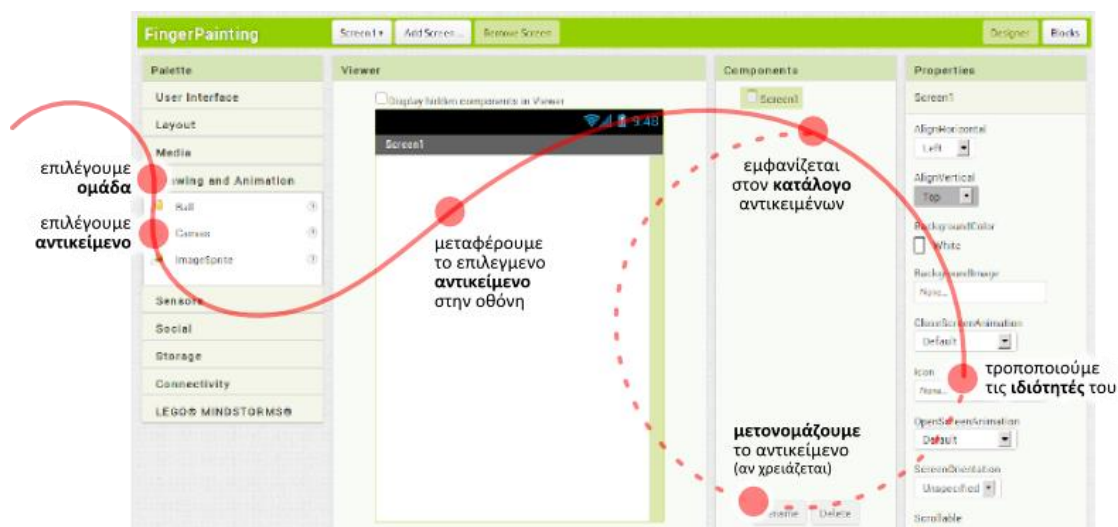 FingerPainting
Screen1 Add Screen ... Remove Screen
Designer Blocks
Palette
User Interface
Layout
Media
wing and Animation
Ball
Canvas
ImageSprite
Sensors
Social
Storage
Connectivity
LEGO® MINDSTORMS®
επιλέγουμε
ομάδα
επιλέγουμε
αντικείμενο
Viewer
Display hidden components in Viewer
9:48
Screen1
μεταφέρουμε
το επιλεγμενο
αντικείμενο
στην οθόνη
Components
Screen1
εμφανίζεται
στον κατάλογο
αντικειμένων
μετονομάζουμε
το αντικείμενο
(αν χρειάζεται)
Rename Delete
Properties
Screen1
AlignHorizontal
Left
AlignVertical
Top
BackgroundColor
White
BackgroundImage
None...
CloseScreenAnimation
Default
Icon
None...
τροποποιούμε
τις ιδιότητές του
OpenScreenAnimation
Default
ScreenOrientation
Unspecified
Scrollable